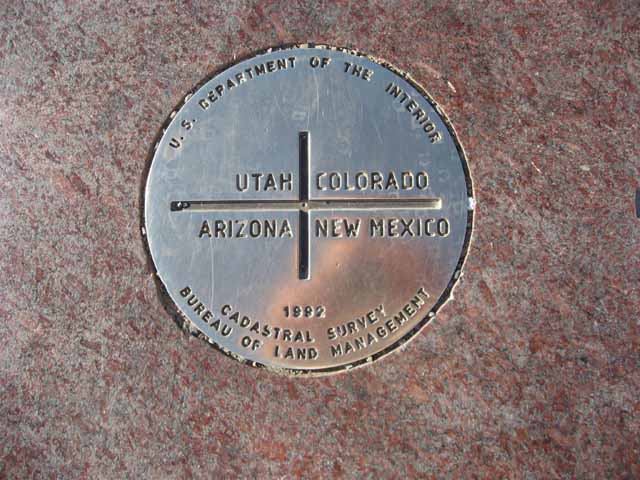 U. S. DEPARTMENT OF THE INTERIOR
UTAH COLORADO
ARIZONA NEW MEXICO
1992
CADASTRAL SURVEY
BUREAU OF LAND MANAGEMENT